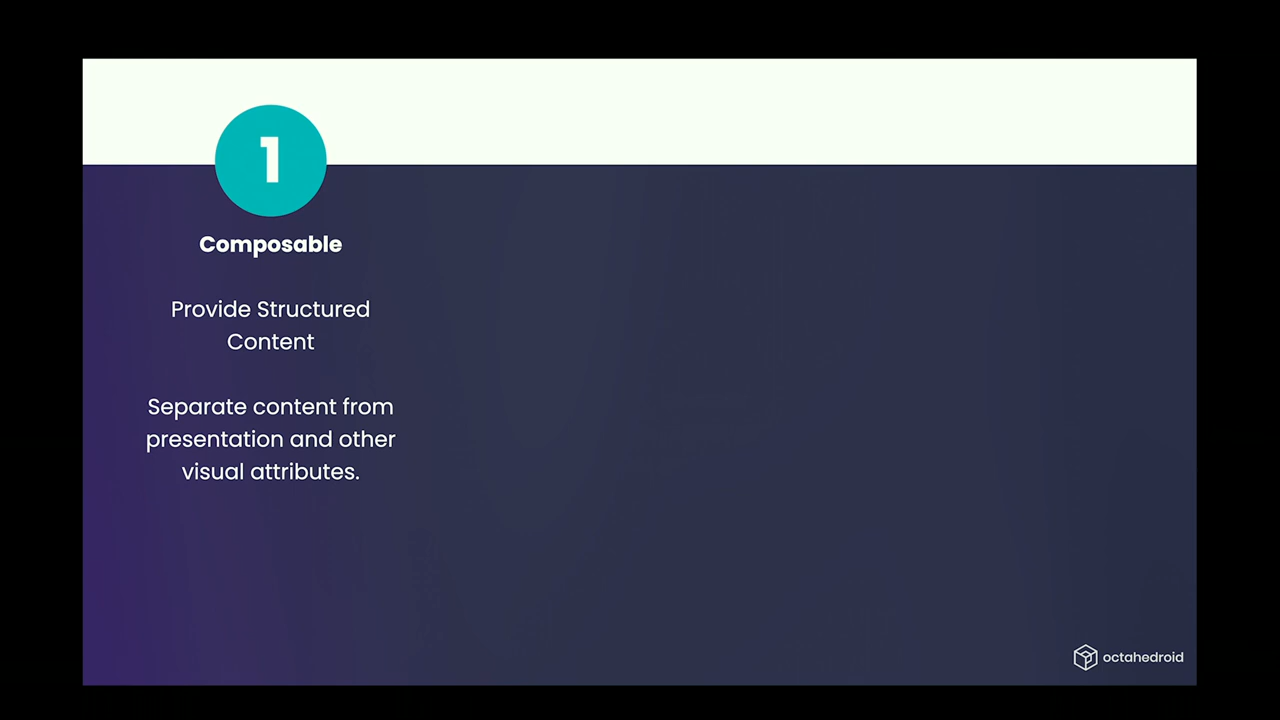 1
Composable
Provide Structured
Content
Separate content from
presentation and other
visual attributes.
octahedroid